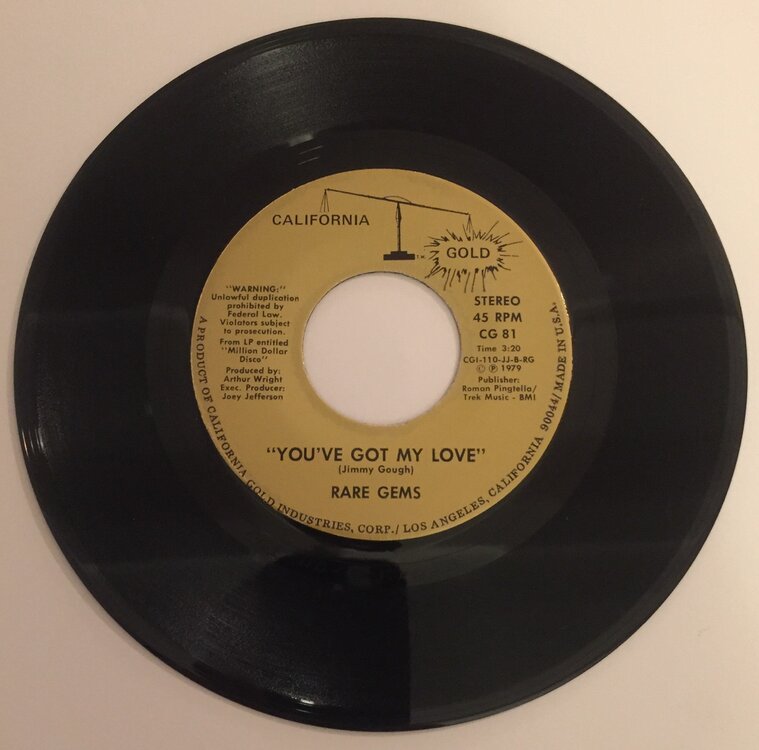 CALIFORNIA
GOLD
T.M.
"WARNING:"
Unlawful duplication
prohibited by
Federal Law.
Violators subject
to prosecution.
From LP entitled
"Million Dollar
Disco"
Produced by:
Arthur Wright
Exec. Producer:
Joey Jefferson
STEREO
45 RPM
CG 81
Time 3:20
CGI-110-JJ-B-RG
© ℗ 1979
Publisher:
Roman Pingtella/
Trek Music - BMI
"YOU'VE GOT MY LOVE"
(Jimmy Gough)
RARE GEMS
A PRODUCT OF CALIFORNIA GOLD INDUSTRIES, CORP./ LOS ANGELES, CALIFORNIA 90044/ MADE IN U.S.A.